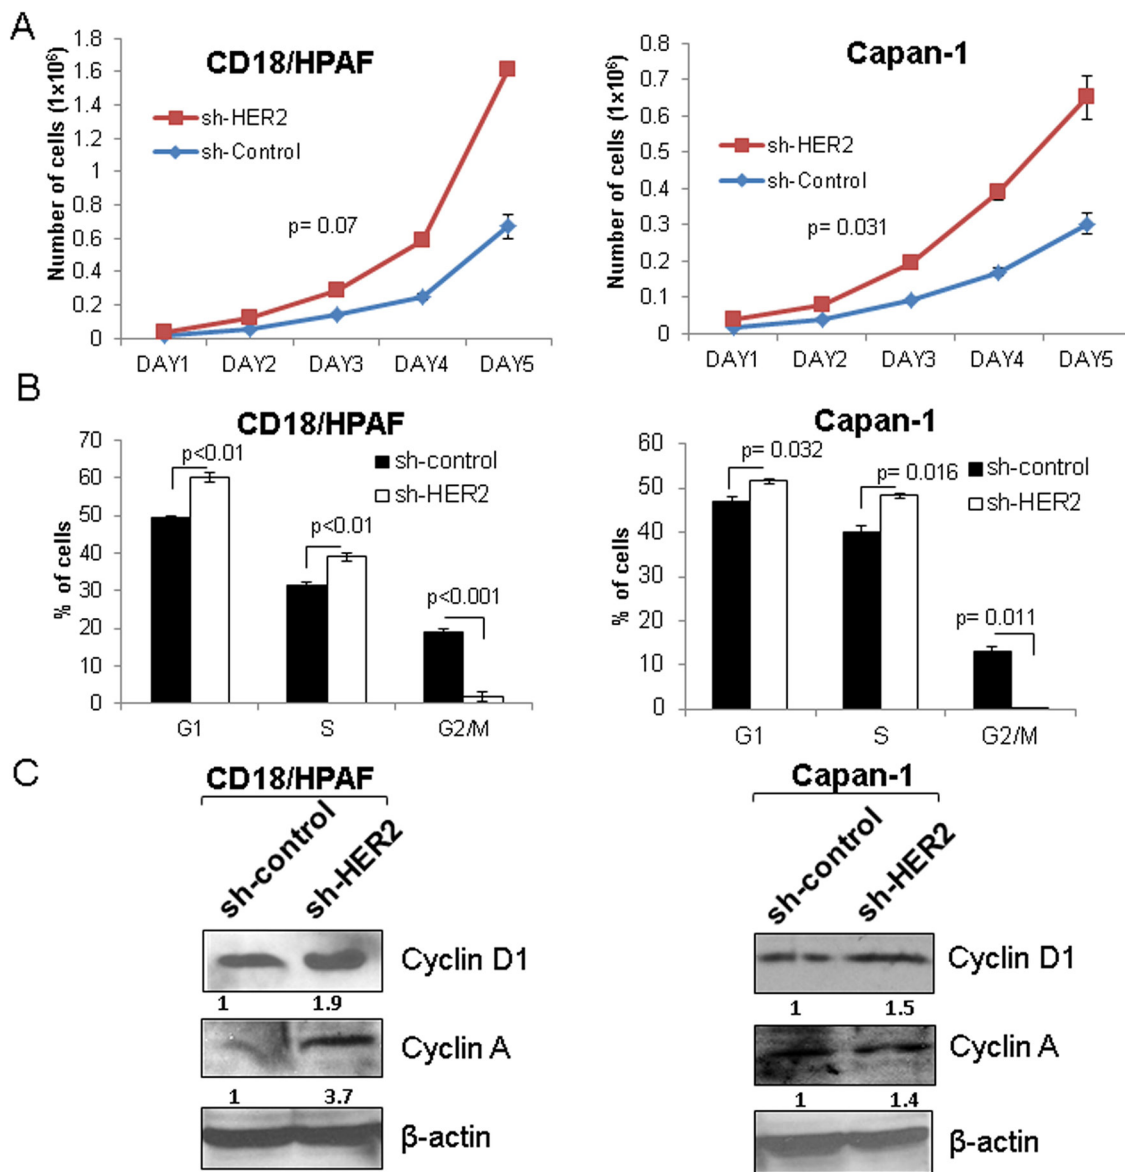 A
CD18/HPAF
Number of cells (1×10⁶)
1.8
1.6
1.4
1.2
1
0.8
0.6
0.4
0.2
0
sh-HER2
sh-Control
p= 0.07
DAY1 DAY2 DAY3 DAY4 DAY5
Capan-1
Number of cells (1×10⁶)
0.8
0.7
0.6
0.5
0.4
0.3
0.2
0.1
0
sh-HER2
sh-Control
p= 0.031
DAY1 DAY2 DAY3 DAY4 DAY5
B
CD18/HPAF
% of cells
70
60
50
40
30
20
10
0
p<0.01
p<0.01
p<0.001
sh-control
sh-HER2
G1 S G2/M
Capan-1
% of cells
60
50
40
30
20
10
0
p= 0.032
p= 0.016
p= 0.011
sh-control
sh-HER2
G1 S G2/M
C
CD18/HPAF
sh-control
sh-HER2
Cyclin D1
1 1.9
Cyclin A
1 3.7
β-actin
Capan-1
sh-control
sh-HER2
Cyclin D1
1 1.5
Cyclin A
1 1.4
β-actin